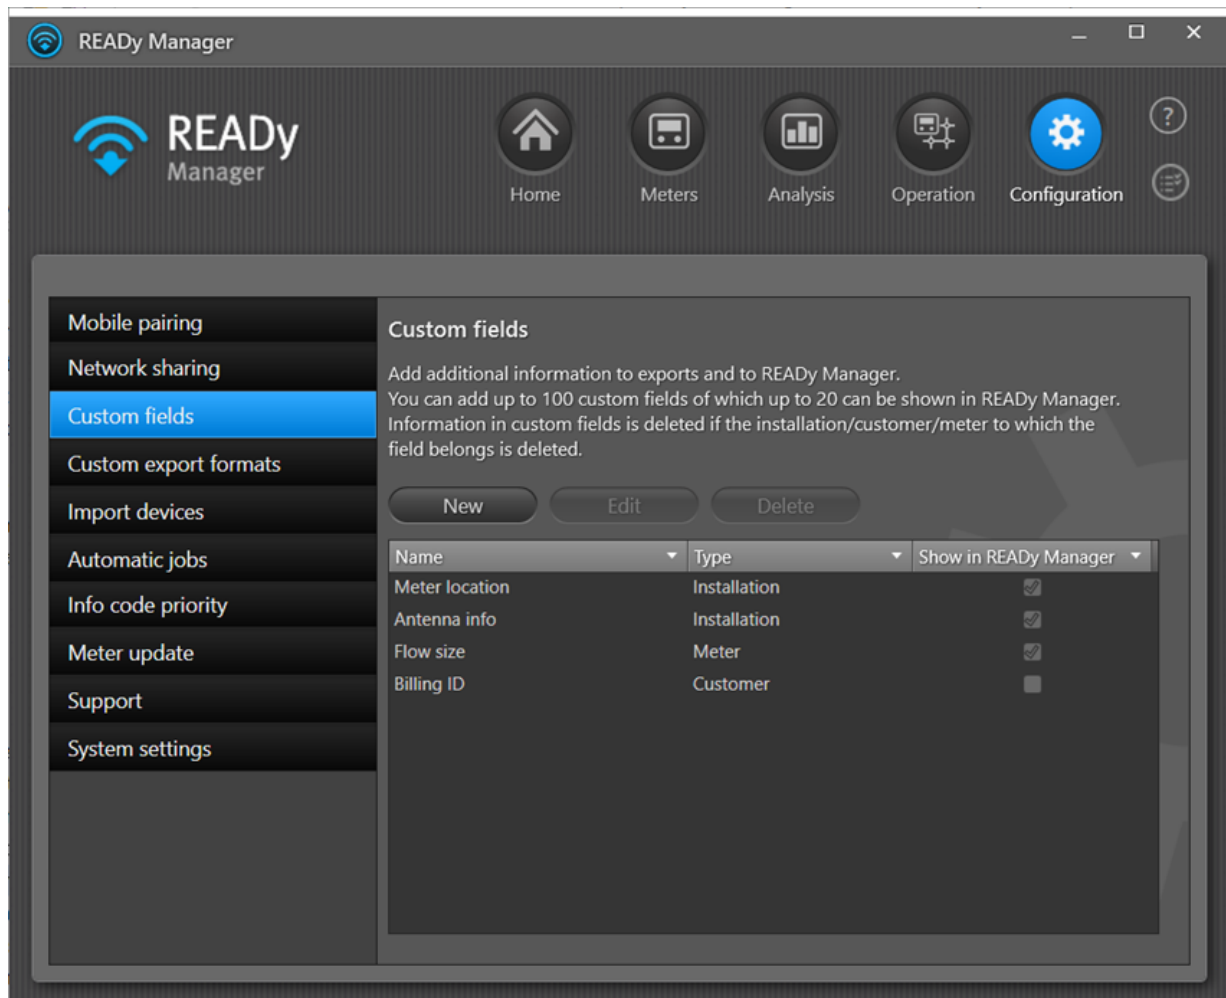 READy Manager
READy
Manager
Home
Meters
Analysis
Operation
Configuration
?
Mobile pairing
Network sharing
Custom fields
Custom export formats
Import devices
Automatic jobs
Info code priority
Meter update
Support
System settings
Custom fields
Add additional information to exports and to READy Manager.
You can add up to 100 custom fields of which up to 20 can be shown in READy Manager.
Information in custom fields is deleted if the installation/customer/meter to which the
field belongs is deleted.
New Edit Delete
Name Type Show in READy Manager
Meter location Installation
Antenna info Installation
Flow size Meter
Billing ID Customer